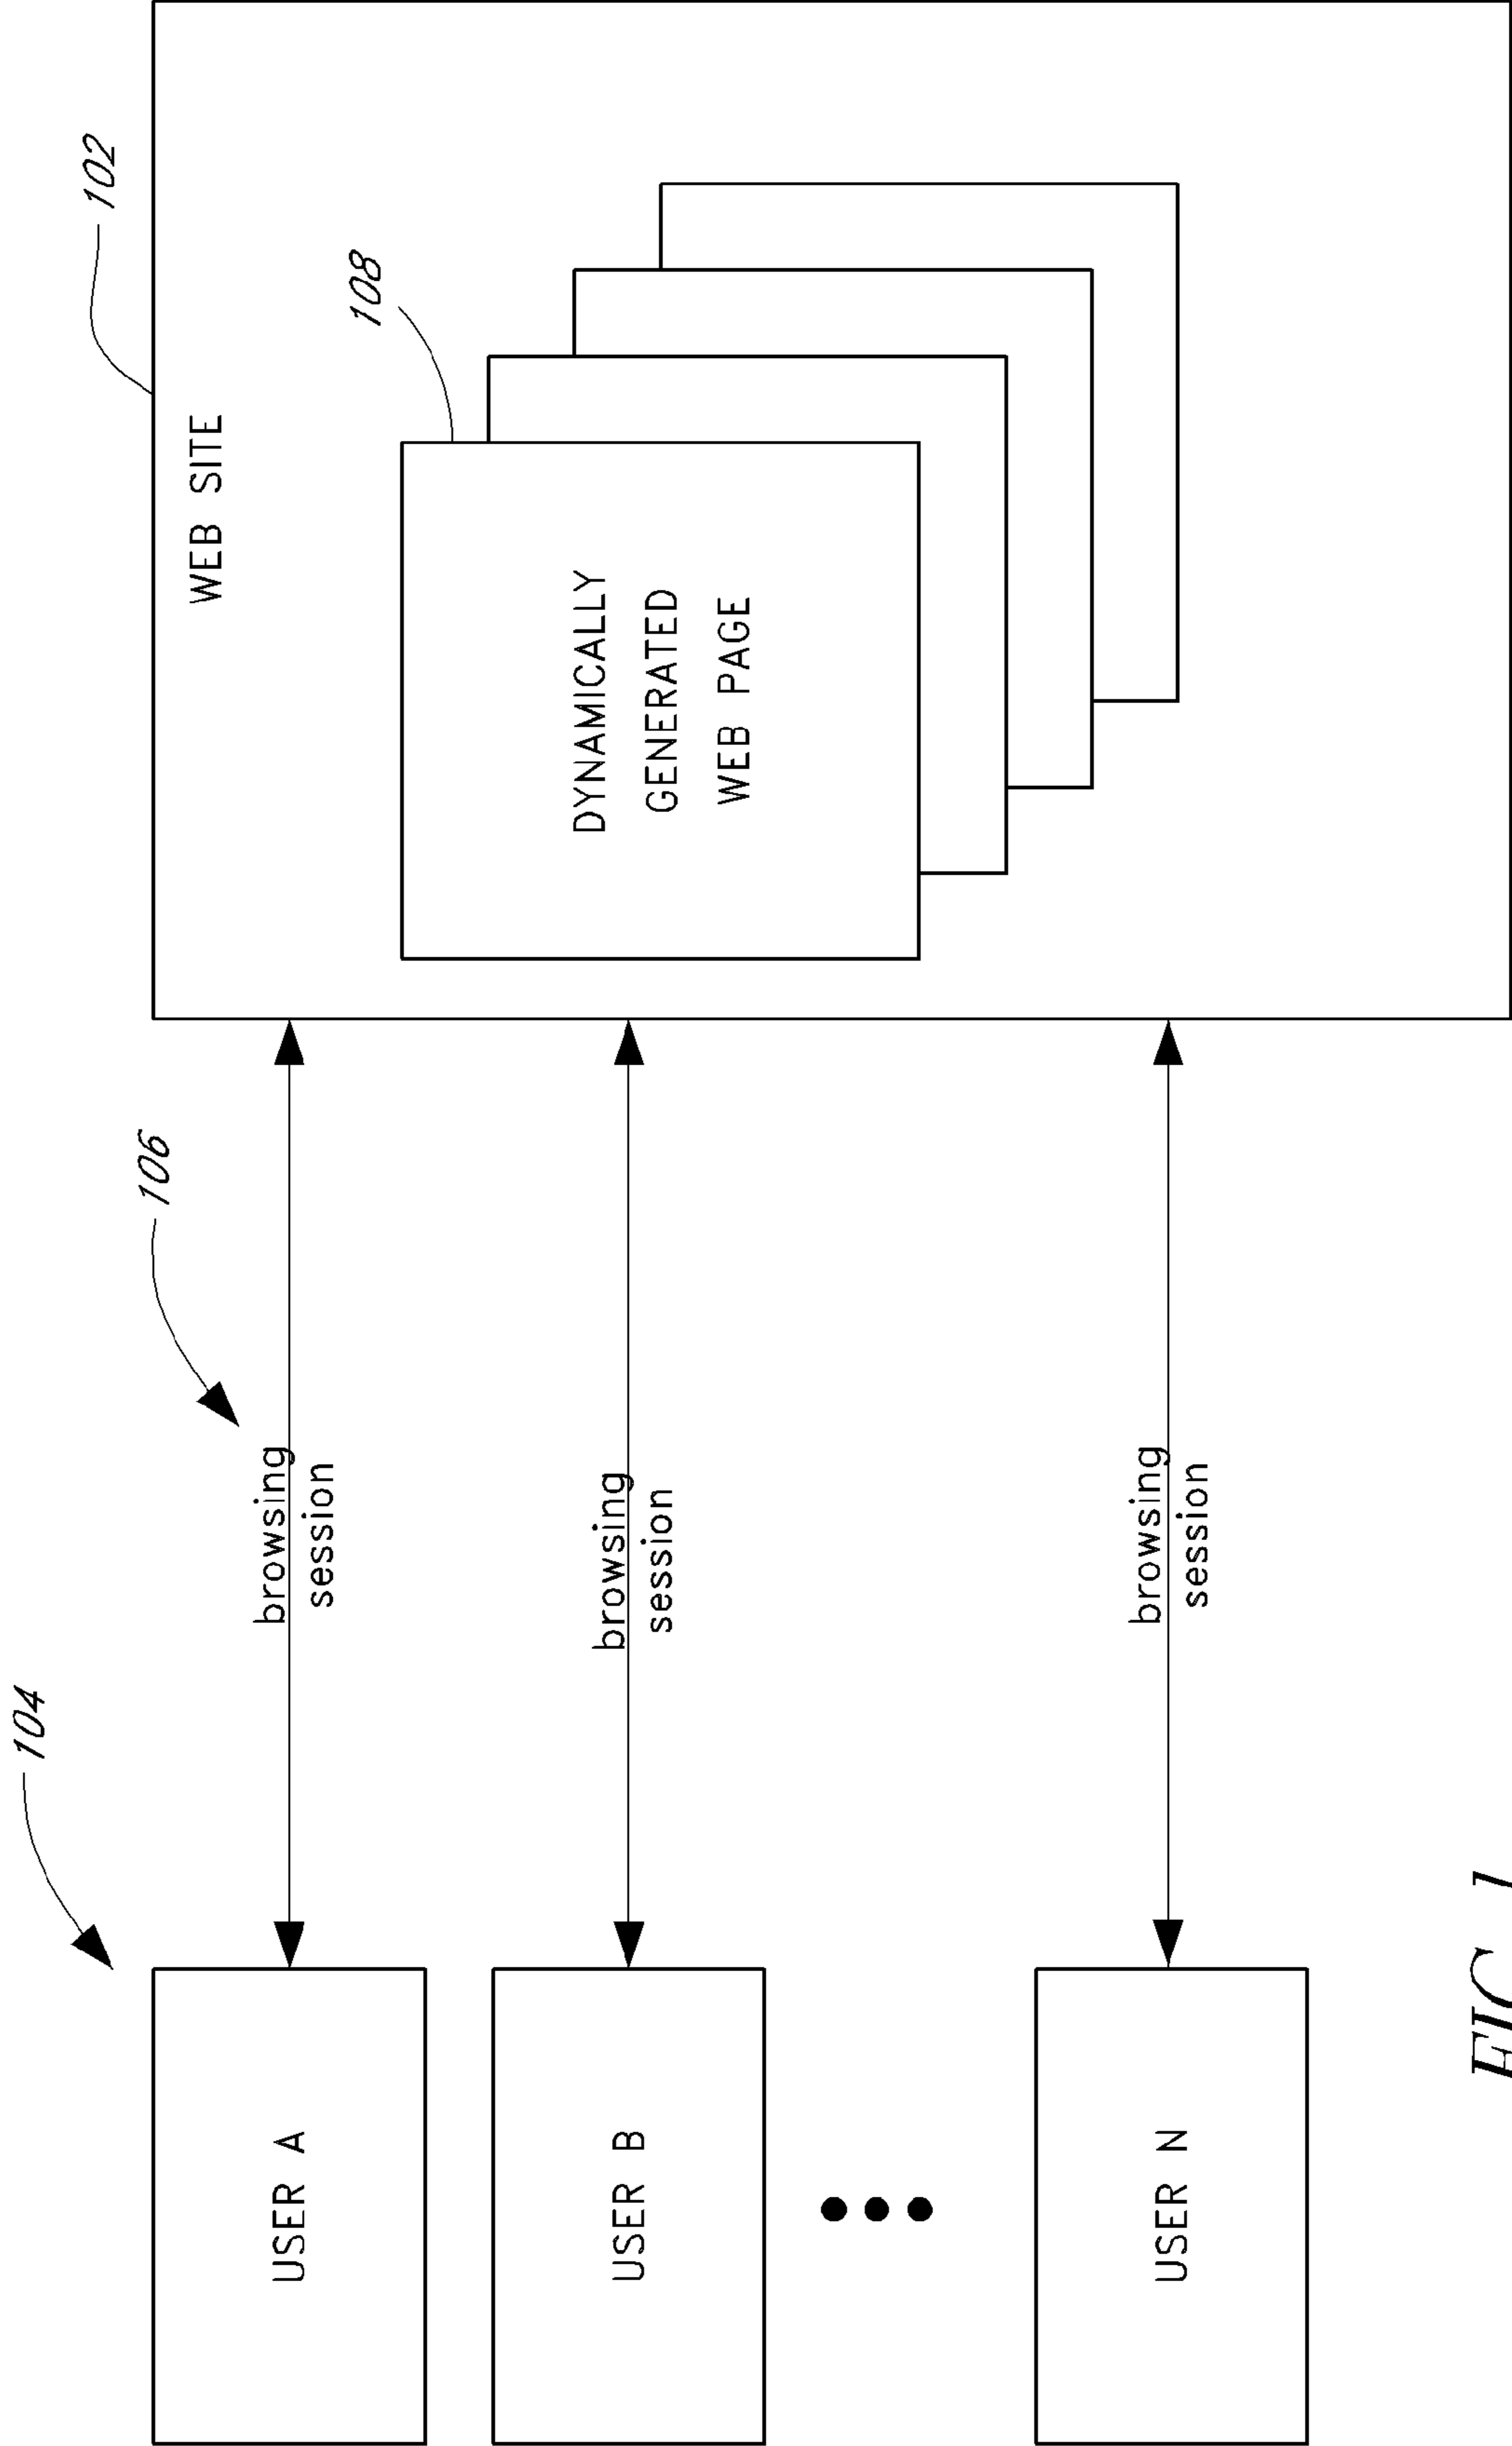 102
WEB SITE
108
DYNAMICALLY
GENERATED
WEB PAGE
106
browsing
session
browsing
session
browsing
session
104
USER A
USER B
USER N
FIG. 1